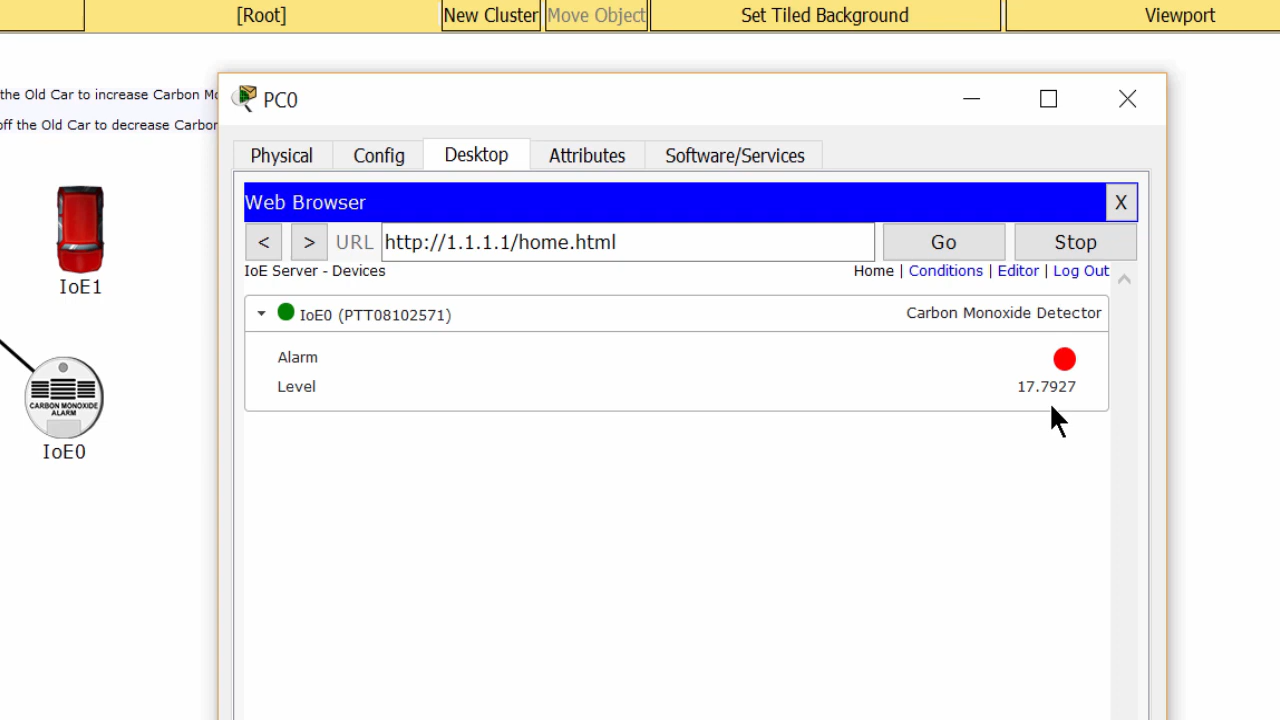 [Root]
New Cluster
Move Object
Set Tiled Background
Viewport
the Old Car to increase Carbon Mo
off the Old Car to decrease Carbon
IoE1
CARBON MONOXIDE
ALARM
IoE0
PC0
Physical
Config
Desktop
Attributes
Software/Services
Web Browser
X
<
>
URL
http://1.1.1.1/home.html
Go
Stop
IoE Server - Devices
Home | Conditions | Editor | Log Out
IoE0 (PTT08102571)
Carbon Monoxide Detector
Alarm
Level
17.7927